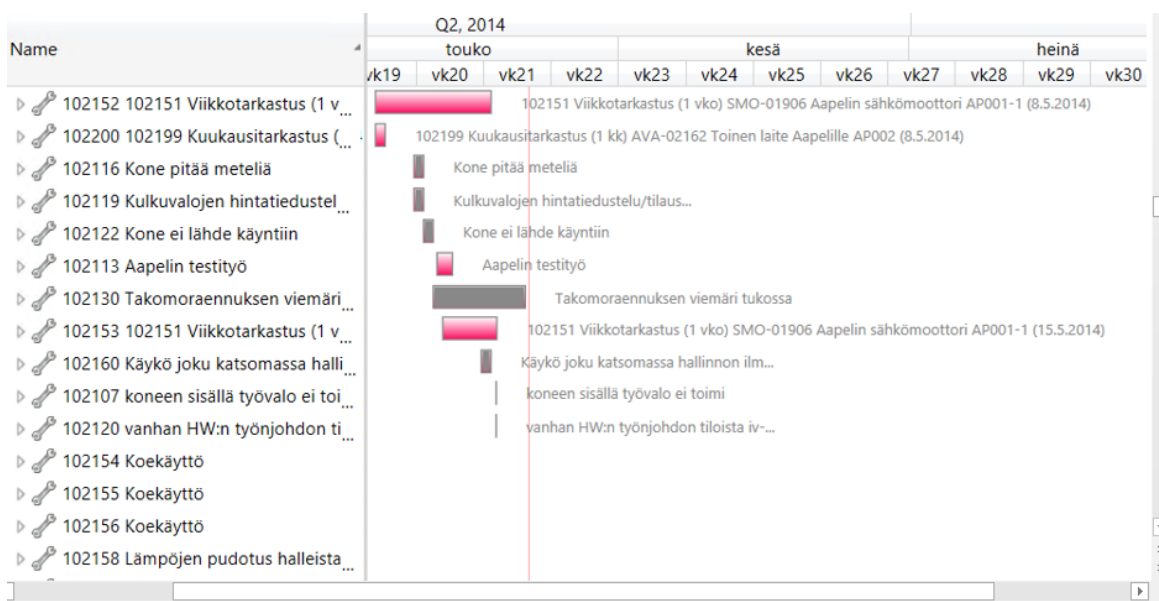 Q2, 2014
Name
touko kesä heinä
vk19 vk20 vk21 vk22 vk23 vk24 vk25 vk26 vk27 vk28 vk29 vk30
102152 102151 Viikkotarkastus (1 v... 102151 Viikkotarkastus (1 vko) SMO-01906 Aapelin sähkömoottori AP001-1 (8.5.2014)
102200 102199 Kuukausitarkastus (... 102199 Kuukausitarkastus (1 kk) AVA-02162 Toinen laite Aapelille AP002 (8.5.2014)
102116 Kone pitää meteliä Kone pitää meteliä
102119 Kulkuvalojen hintatiedustel... Kulkuvalojen hintatiedustelu/tilaus...
102122 Kone ei lähde käyntiin Kone ei lähde käyntiin
102113 Aapelin testityö Aapelin testityö
102130 Takomoraennuksen viemäri... Takomoraennuksen viemäri tukossa
102153 102151 Viikkotarkastus (1 v... 102151 Viikkotarkastus (1 vko) SMO-01906 Aapelin sähkömoottori AP001-1 (15.5.2014)
102160 Käykö joku katsomassa halli... Käykö joku katsomassa hallinnon ilm...
102107 koneen sisällä työvalo ei toi... koneen sisällä työvalo ei toimi
102120 vanhan HW:n työnjohdon ti... vanhan HW:n työnjohdon tiloista iv-...
102154 Koekäyttö
102155 Koekäyttö
102156 Koekäyttö
102158 Lämpöjen pudotus halleista...